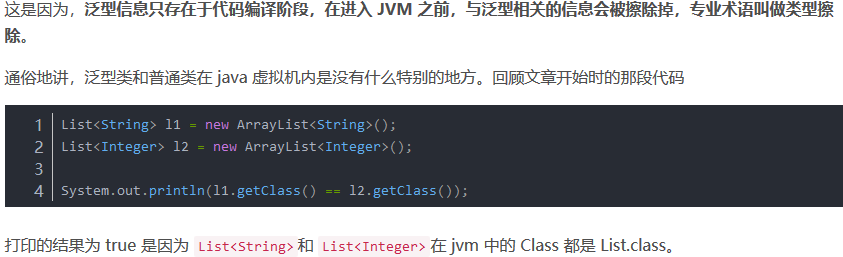 这是因为，泛型信息只存在于代码编译阶段，在进入 JVM 之前，与泛型相关的信息会被擦除掉，专业术语叫做类型擦
除。
通俗地讲，泛型类和普通类在 java 虚拟机内是没有什么特别的地方。回顾文章开始时的那段代码
1 List<String> l1 = new ArrayList<String>();
2 List<Integer> l2 = new ArrayList<Integer>();
3
4 System.out.println(l1.getClass() == l2.getClass());
打印的结果为 true 是因为 List<String>和 List<Integer>在 jvm 中的 Class 都是 List.class。